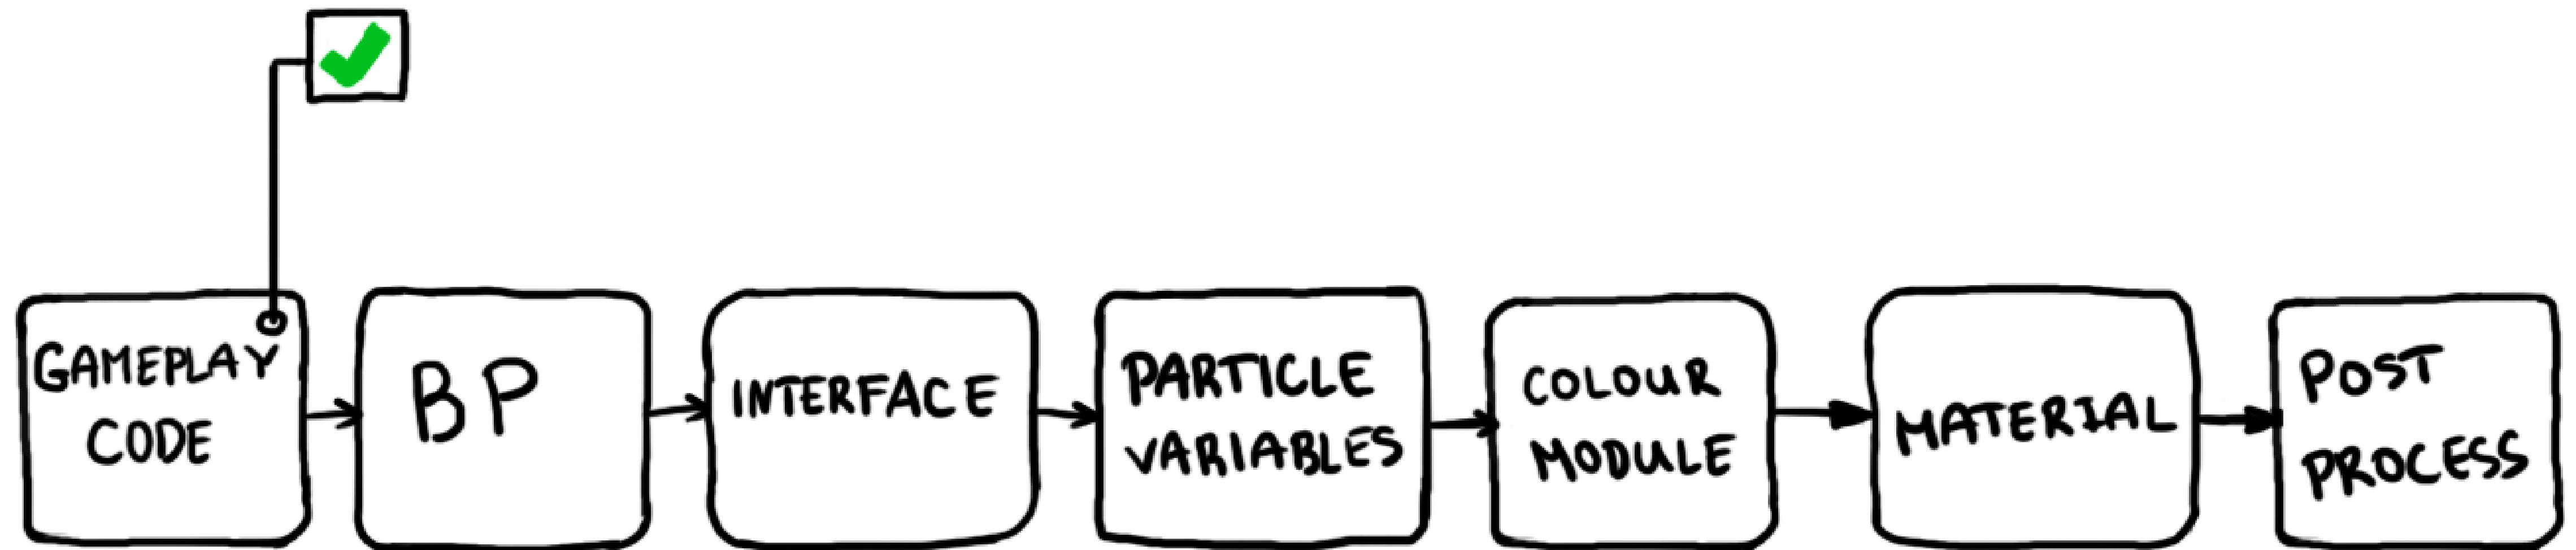 GAMEPLAY
CODE
BP
INTERFACE
PARTICLE
VARIABLES
COLOUR
MODULE
MATERIAL
POST
PROCESS